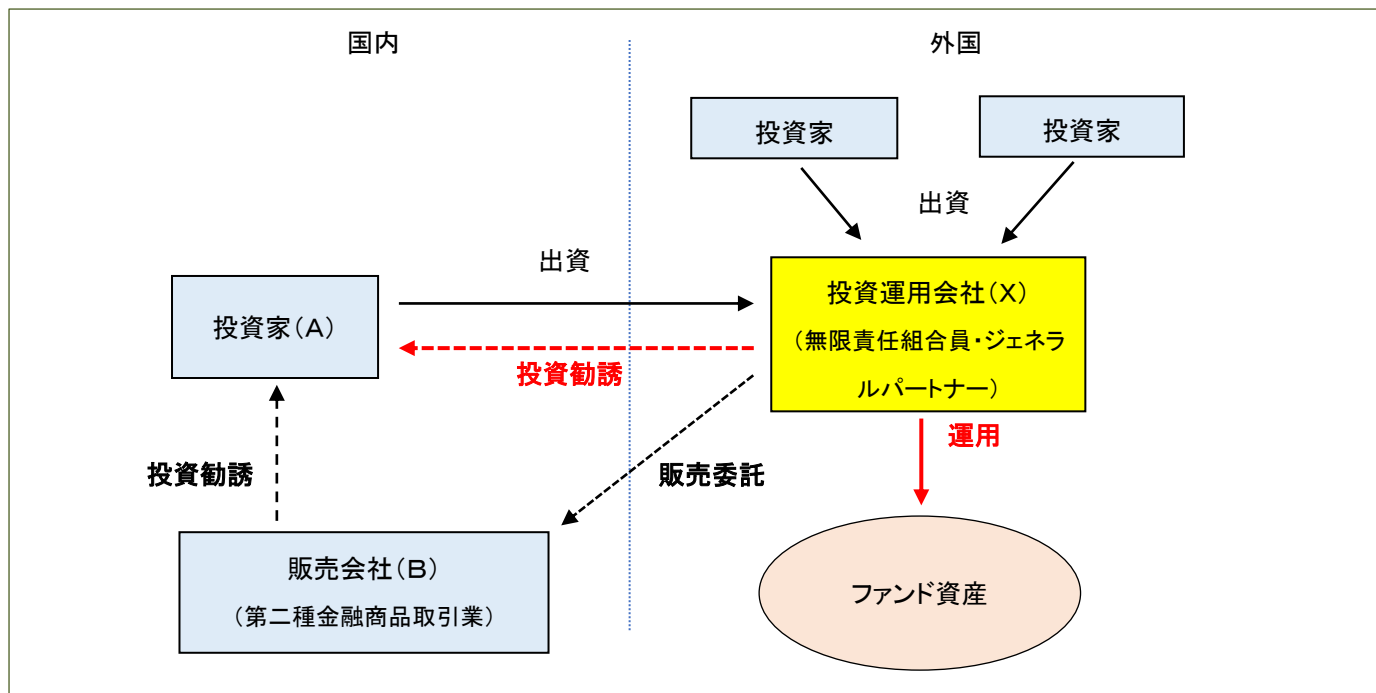 国内
外国
投資家
投資家
出資
出資
投資家(A)
投資運用会社(X)
(無限責任組合員・ジェネラ
ルパートナー)
投資勧誘
運用
投資勧誘
販売委託
販売会社(B)
(第二種金融商品取引業)
ファンド資産